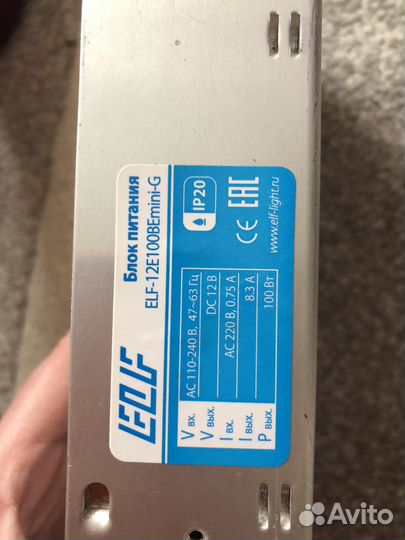 ELF
Блок питания
ELF-12E100BEmini-G
IP20
CE EAC
www.elf-light.ru
V вх. AC 110-240 В, 47~63 Гц
V вых. DC 12 В
I вх. AC 220 В, 0.75 А
I вых. 8.3 А
P вых. 100 Вт
Avito